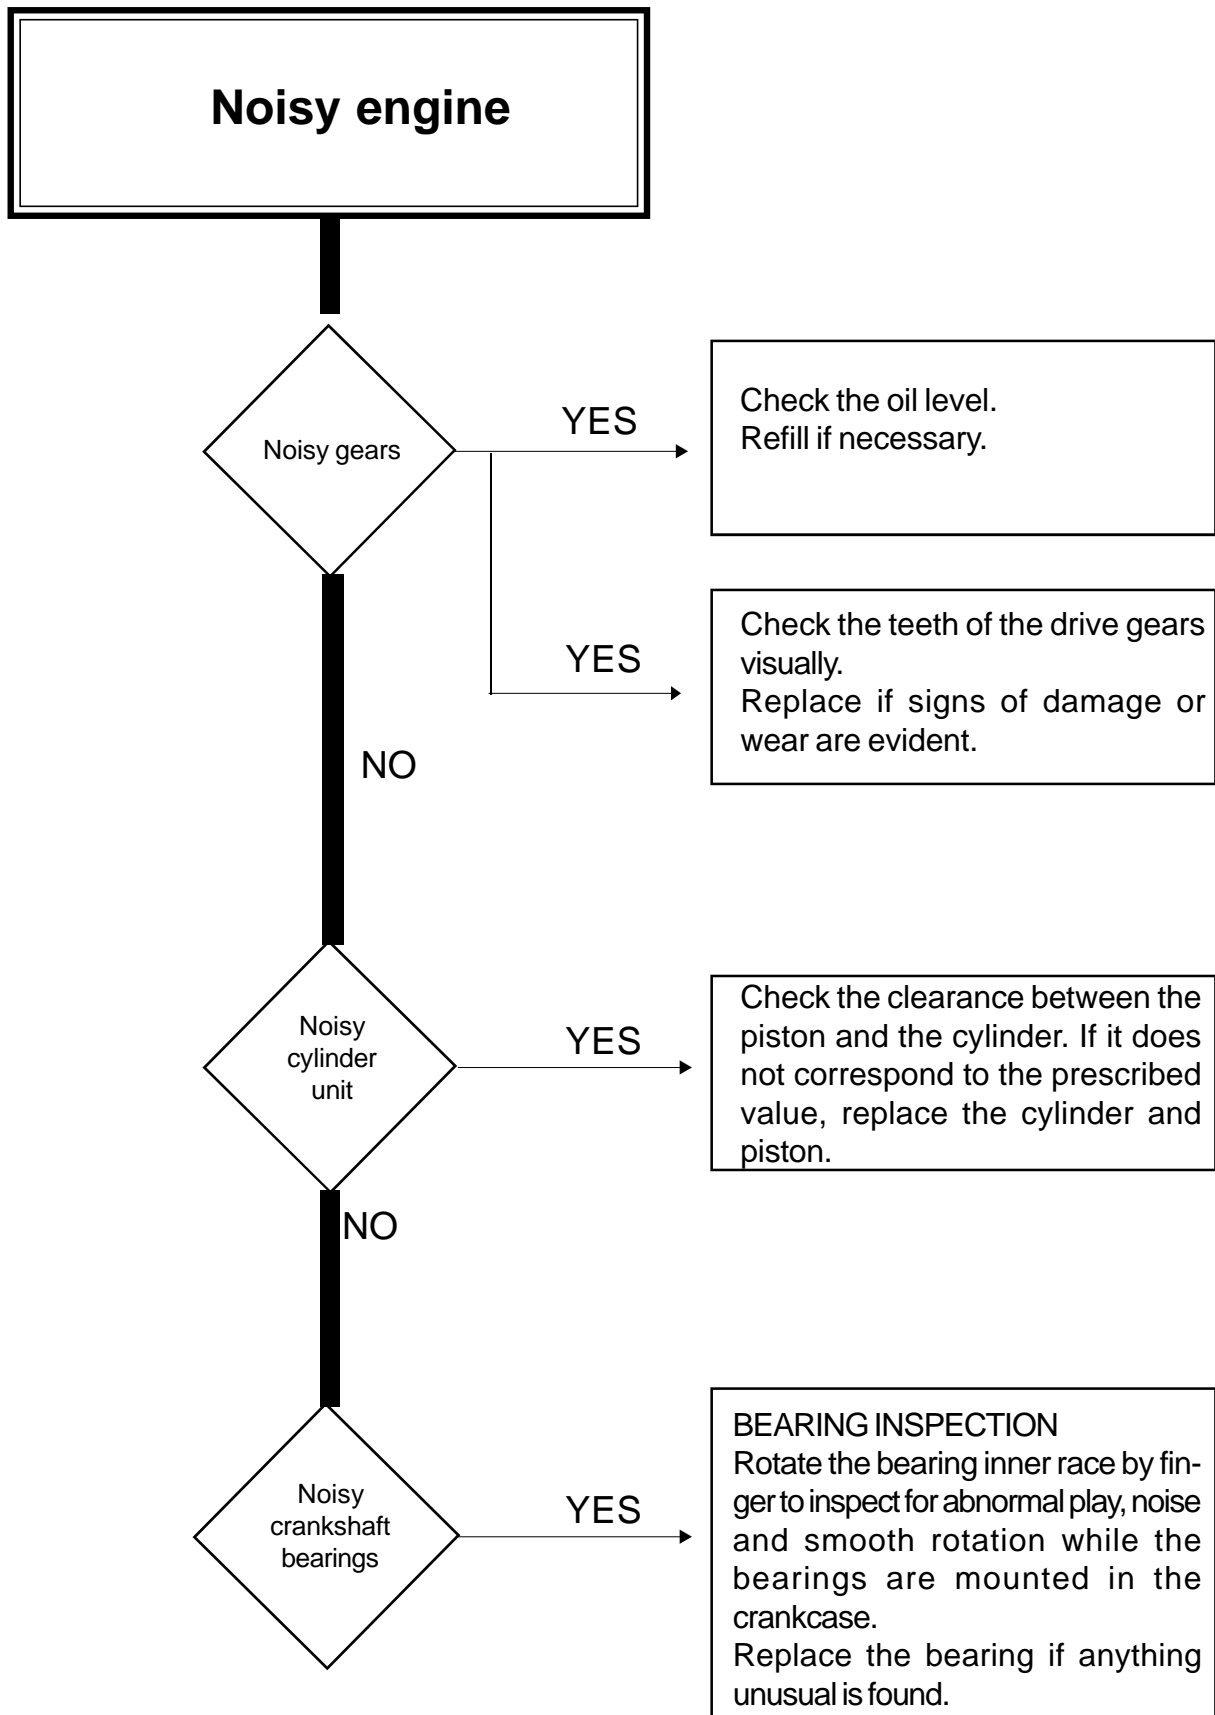 Noisy engine
Noisy gears
YES
Check the oil level.
Refill if necessary.
YES
Check the teeth of the drive gears
visually.
Replace if signs of damage or
wear are evident.
NO
Noisy
cylinder
unit
YES
Check the clearance between the
piston and the cylinder. If it does
not correspond to the prescribed
value, replace the cylinder and
piston.
NO
Noisy
crankshaft
bearings
YES
BEARING INSPECTION
Rotate the bearing inner race by fin-
ger to inspect for abnormal play, noise
and smooth rotation while the
bearings are mounted in the
crankcase.
Replace the bearing if anything
unusual is found.